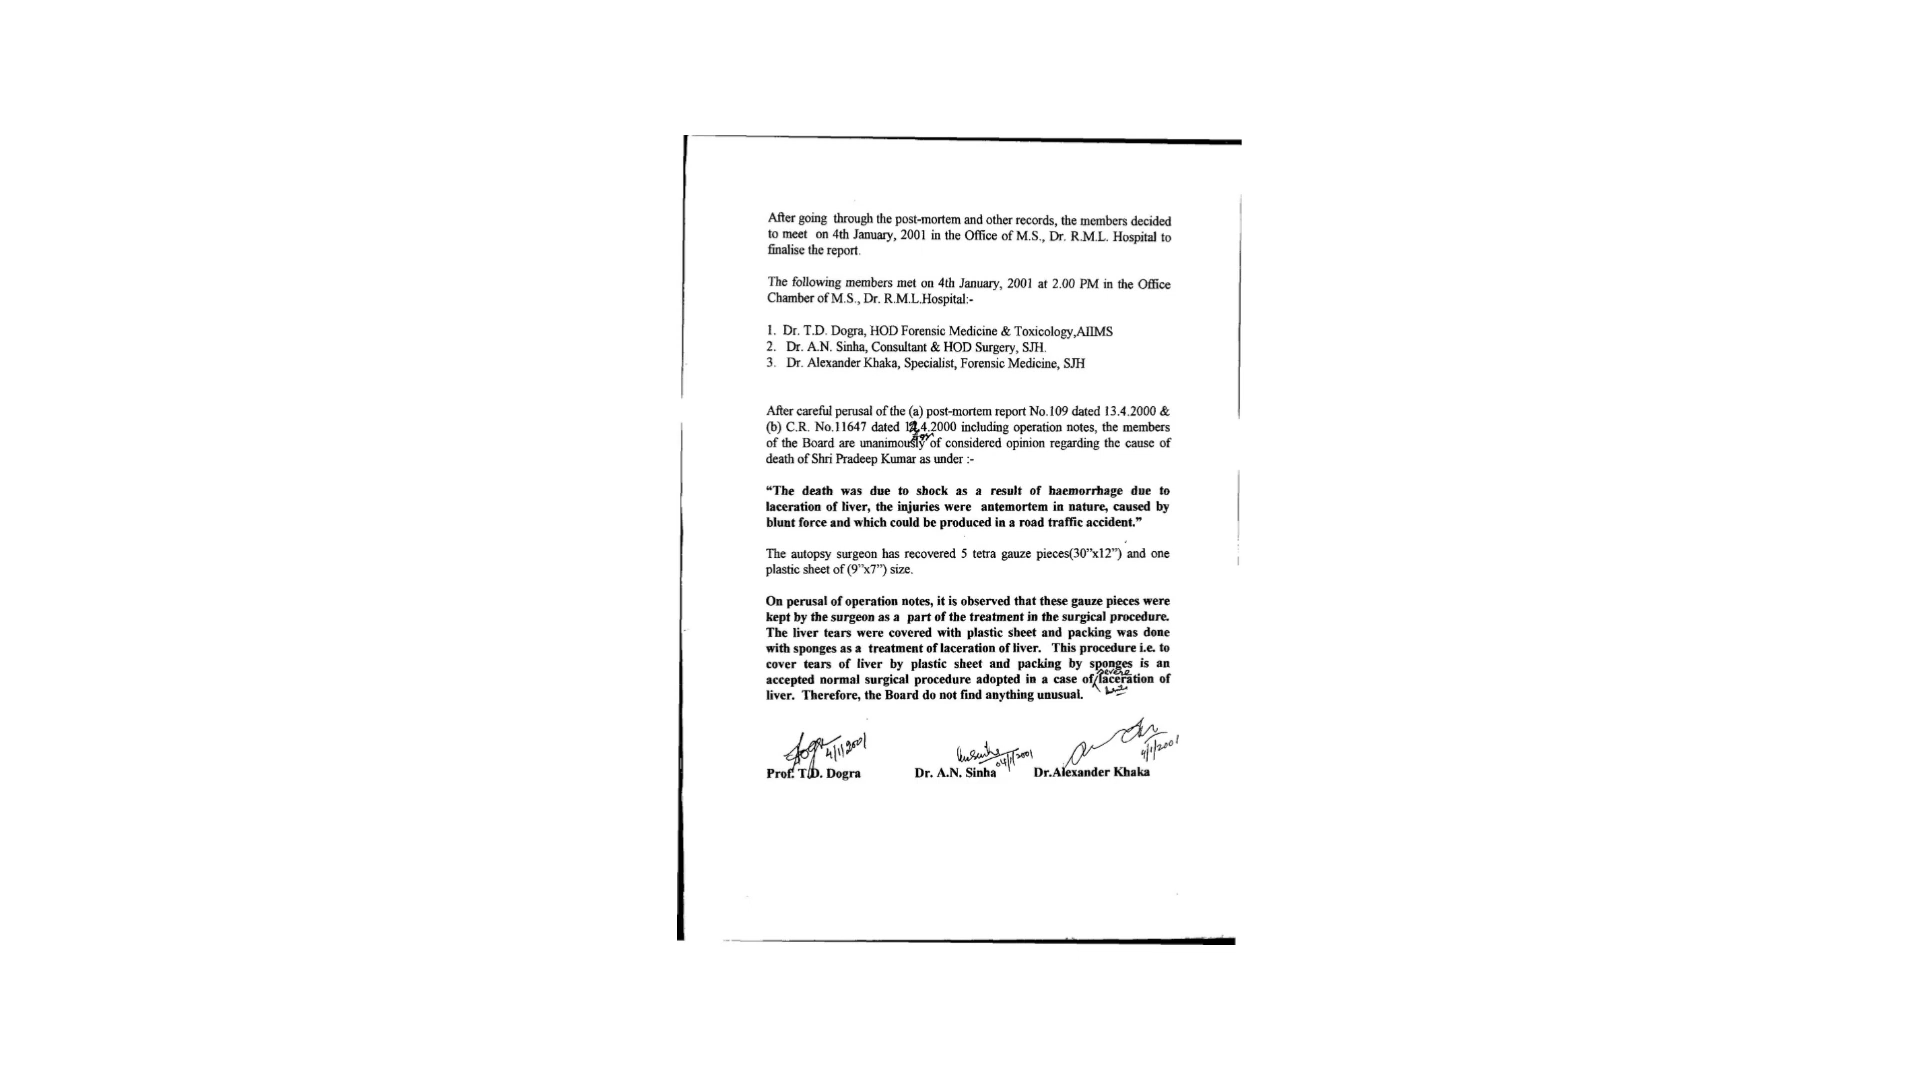 After going through the post-mortem and other records, the members decided
to meet on 4th January, 2001 in the Office of M.S., Dr. R.M.L. Hospital to
finalise the report.
The following members met on 4th January, 2001 at 2.00 PM in the Office
Chamber of M.S., Dr. R.M.L.Hospital:-
1. Dr. T.D. Dogra, HOD Forensic Medicine & Toxicology,AIIMS
2. Dr. A.N. Sinha, Consultant & HOD Surgery, SJH.
3. Dr. Alexander Khaka, Specialist, Forensic Medicine, SJH
After careful perusal of the (a) post-mortem report No.109 dated 13.4.2000 &
(b) C.R. No.11647 dated 12.4.2000 including operation notes, the members
of the Board are unanimously of considered opinion regarding the cause of
death of Shri Pradeep Kumar as under :-
“The death was due to shock as a result of haemorrhage due to
laceration of liver, the injuries were antemortem in nature, caused by
blunt force and which could be produced in a road traffic accident.”
The autopsy surgeon has recovered 5 tetra gauze pieces(30”x12”) and one
plastic sheet of (9”x7”) size.
On perusal of operation notes, it is observed that these gauze pieces were
kept by the surgeon as a part of the treatment in the surgical procedure.
The liver tears were covered with plastic sheet and packing was done
with sponges as a treatment of laceration of liver. This procedure i.e. to
cover tears of liver by plastic sheet and packing by sponges is an
severe
accepted normal surgical procedure adopted in a case of laceration of
liver. Therefore, the Board do not find anything unusual.
4/1/2001 04/1/2001 4/1/2001
Prof. T.D. Dogra Dr. A.N. Sinha Dr.Alexander Khaka